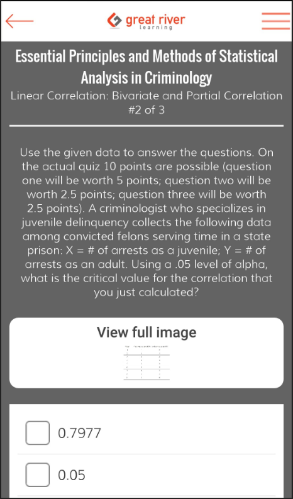 great river
learning
Essential Principles and Methods of Statistical
Analysis in Criminology
Linear Correlation: Bivariate and Partial Correlation
#2 of 3
Use the given data to answer the questions. On
the actual quiz 10 points are possible (question
one will be worth 5 points; question two will be
worth 2.5 points; question three will be worth
2.5 points). A criminologist who specializes in
juvenile delinquency collects the following data
among convicted felons serving time in a state
prison: X = # of arrests as a juvenile; Y = # of
arrests as an adult. Using a .05 level of alpha,
what is the critical value for the correlation that
you just calculated?
View full image
0.7977
0.05